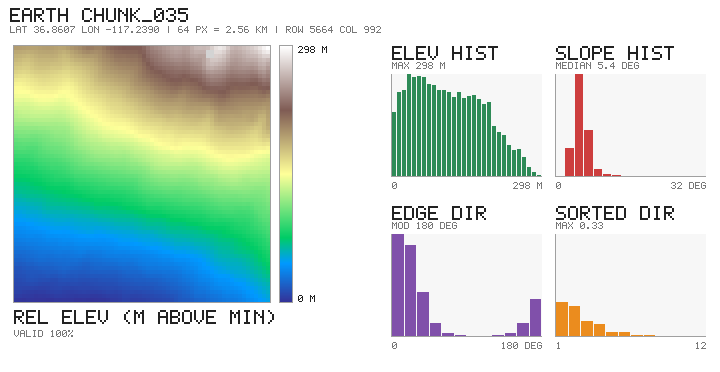 EARTH CHUNK_035
LAT 36.8607 LON -117.2390 | 64 PX = 2.56 KM | ROW 5664 COL 992
298 M
0 M
REL ELEV (M ABOVE MIN)
VALID 100%
ELEV HIST
MAX 298 M
0 298 M
SLOPE HIST
MEDIAN 5.4 DEG
0 32 DEG
EDGE DIR
MOD 180 DEG
0 180 DEG
SORTED DIR
MAX 0.33
1 12